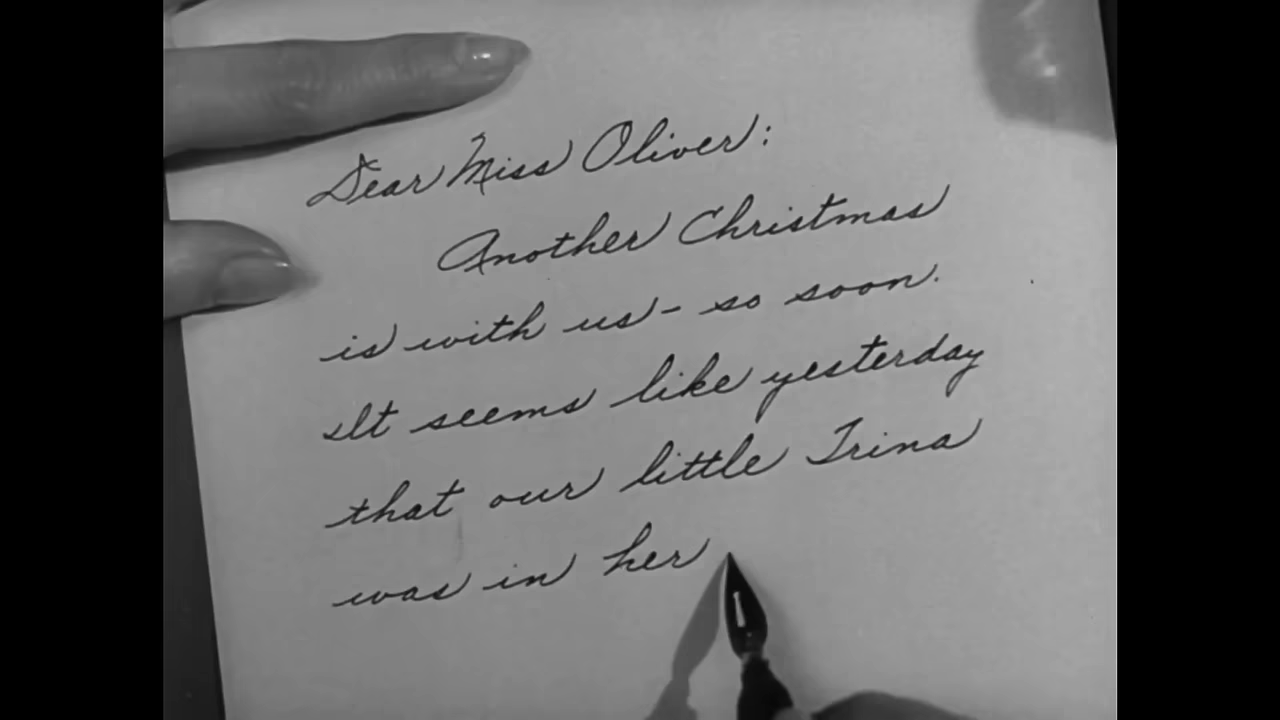 Dear Miss Oliver:
Another Christmas
is with us - so soon.
It seems like yesterday
that our little Trina
was in her